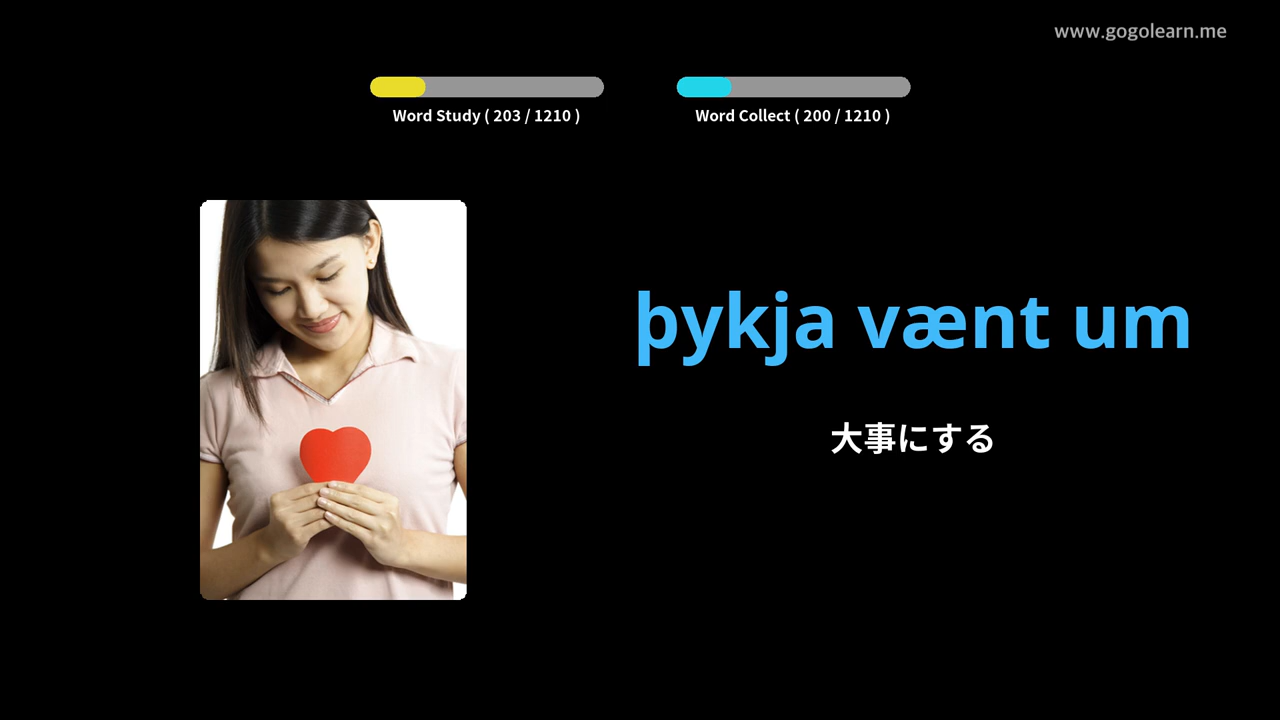 www.gogolearn.me
Word Study ( 203 / 1210 )
Word Collect ( 200 / 1210 )
þykja vænt um
大事にする